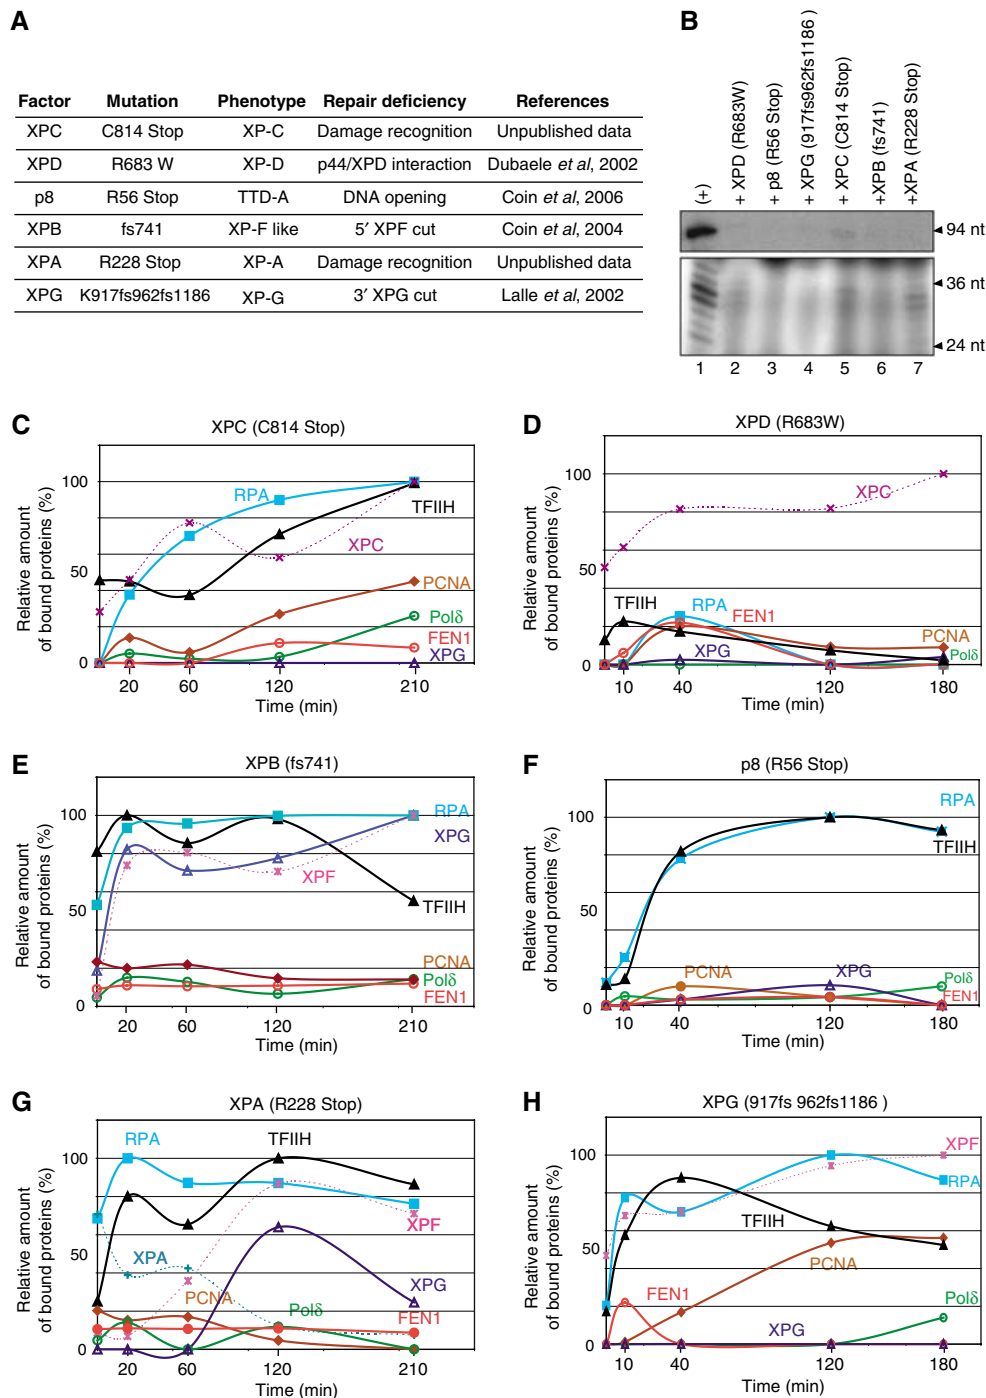 A
Factor Mutation Phenotype Repair deficiency References
XPC C814 Stop XP-C Damage recognition Unpublished data
XPD R683 W XP-D p44/XPD interaction Dubaele et al, 2002
p8 R56 Stop TTD-A DNA opening Coin et al, 2006
XPB fs741 XP-F like 5′ XPF cut Coin et al, 2004
XPA R228 Stop XP-A Damage recognition Unpublished data
XPG K917fs962fs1186 XP-G 3′ XPG cut Lalle et al, 2002
B
(+)
+ XPD (R683W)
+ p8 (R56 Stop)
+ XPG (917fs962fs1186 )
+ XPC (C814 Stop)
+XPB (fs741)
+XPA (R228 Stop)
94 nt
36 nt
24 nt
1 2 3 4 5 6 7
C
XPC (C814 Stop)
Relative amount
of bound proteins (%)
100
50
0
RPA
TFIIH
XPC
PCNA
Polδ
FEN1
XPG
20 60 120 210
Time (min)
D
XPD (R683W)
Relative amount
of bound proteins (%)
100
50
0
XPC
TFIIH
RPA
FEN1
XPG
PCNA
Polδ
10 40 120 180
Time (min)
E
XPB (fs741)
Relative amount
of bound proteins (%)
100
50
0
RPA
XPG
XPF
TFIIH
PCNA
Polδ
FEN1
20 60 120 210
Time (min)
F
p8 (R56 Stop)
Relative amount
of bound proteins (%)
100
50
0
RPA
TFIIH
PCNA
XPG
Polδ
FEN1
10 40 120 180
Time (min)
G
XPA (R228 Stop)
Relative amount
of bound proteins (%)
100
50
0
RPA
TFIIH
XPF
XPA
XPG
PCNA
Polδ
FEN1
20 60 120 210
Time (min)
H
XPG (917fs 962fs1186 )
Relative amount
of bound proteins (%)
100
50
0
XPF
RPA
TFIIH
PCNA
FEN1
XPG
Polδ
10 40 120 180
Time (min)